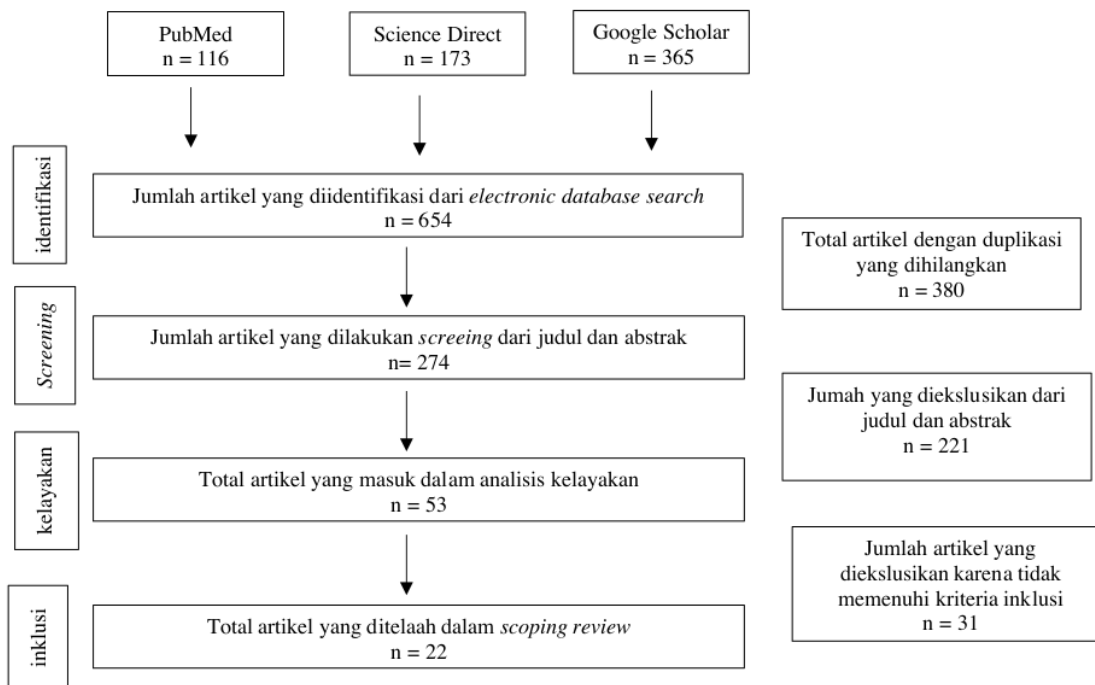 PubMed
n = 116
Science Direct
n = 173
Google Scholar
n = 365
identifikasi
Jumlah artikel yang diidentifikasi dari electronic database search
n = 654
Total artikel dengan duplikasi
yang dihilangkan
n = 380
Screening
Jumlah artikel yang dilakukan screeing dari judul dan abstrak
n= 274
Jumah yang diekslusikan dari
judul dan abstrak
n = 221
kelayakan
Total artikel yang masuk dalam analisis kelayakan
n = 53
Jumlah artikel yang
diekslusikan karena tidak
memenuhi kriteria inklusi
n = 31
inklusi
Total artikel yang ditelaah dalam scoping review
n = 22